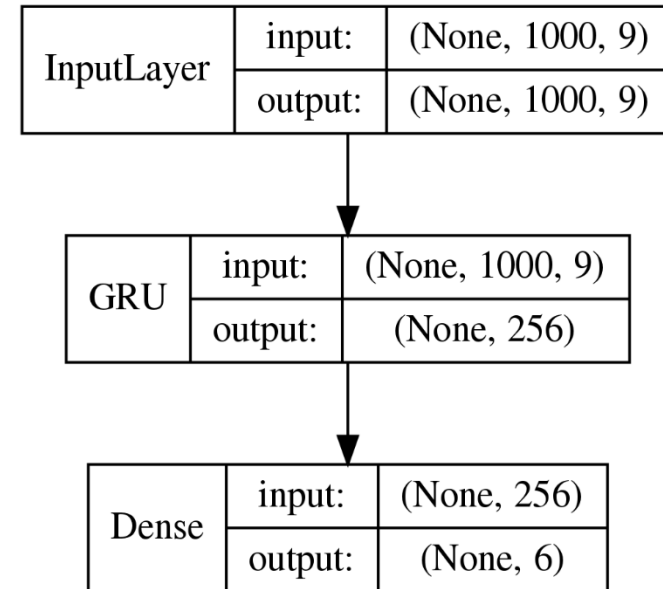 InputLayer
input: (None, 1000, 9)
output: (None, 1000, 9)
GRU
input: (None, 1000, 9)
output: (None, 256)
Dense
input: (None, 256)
output: (None, 6)